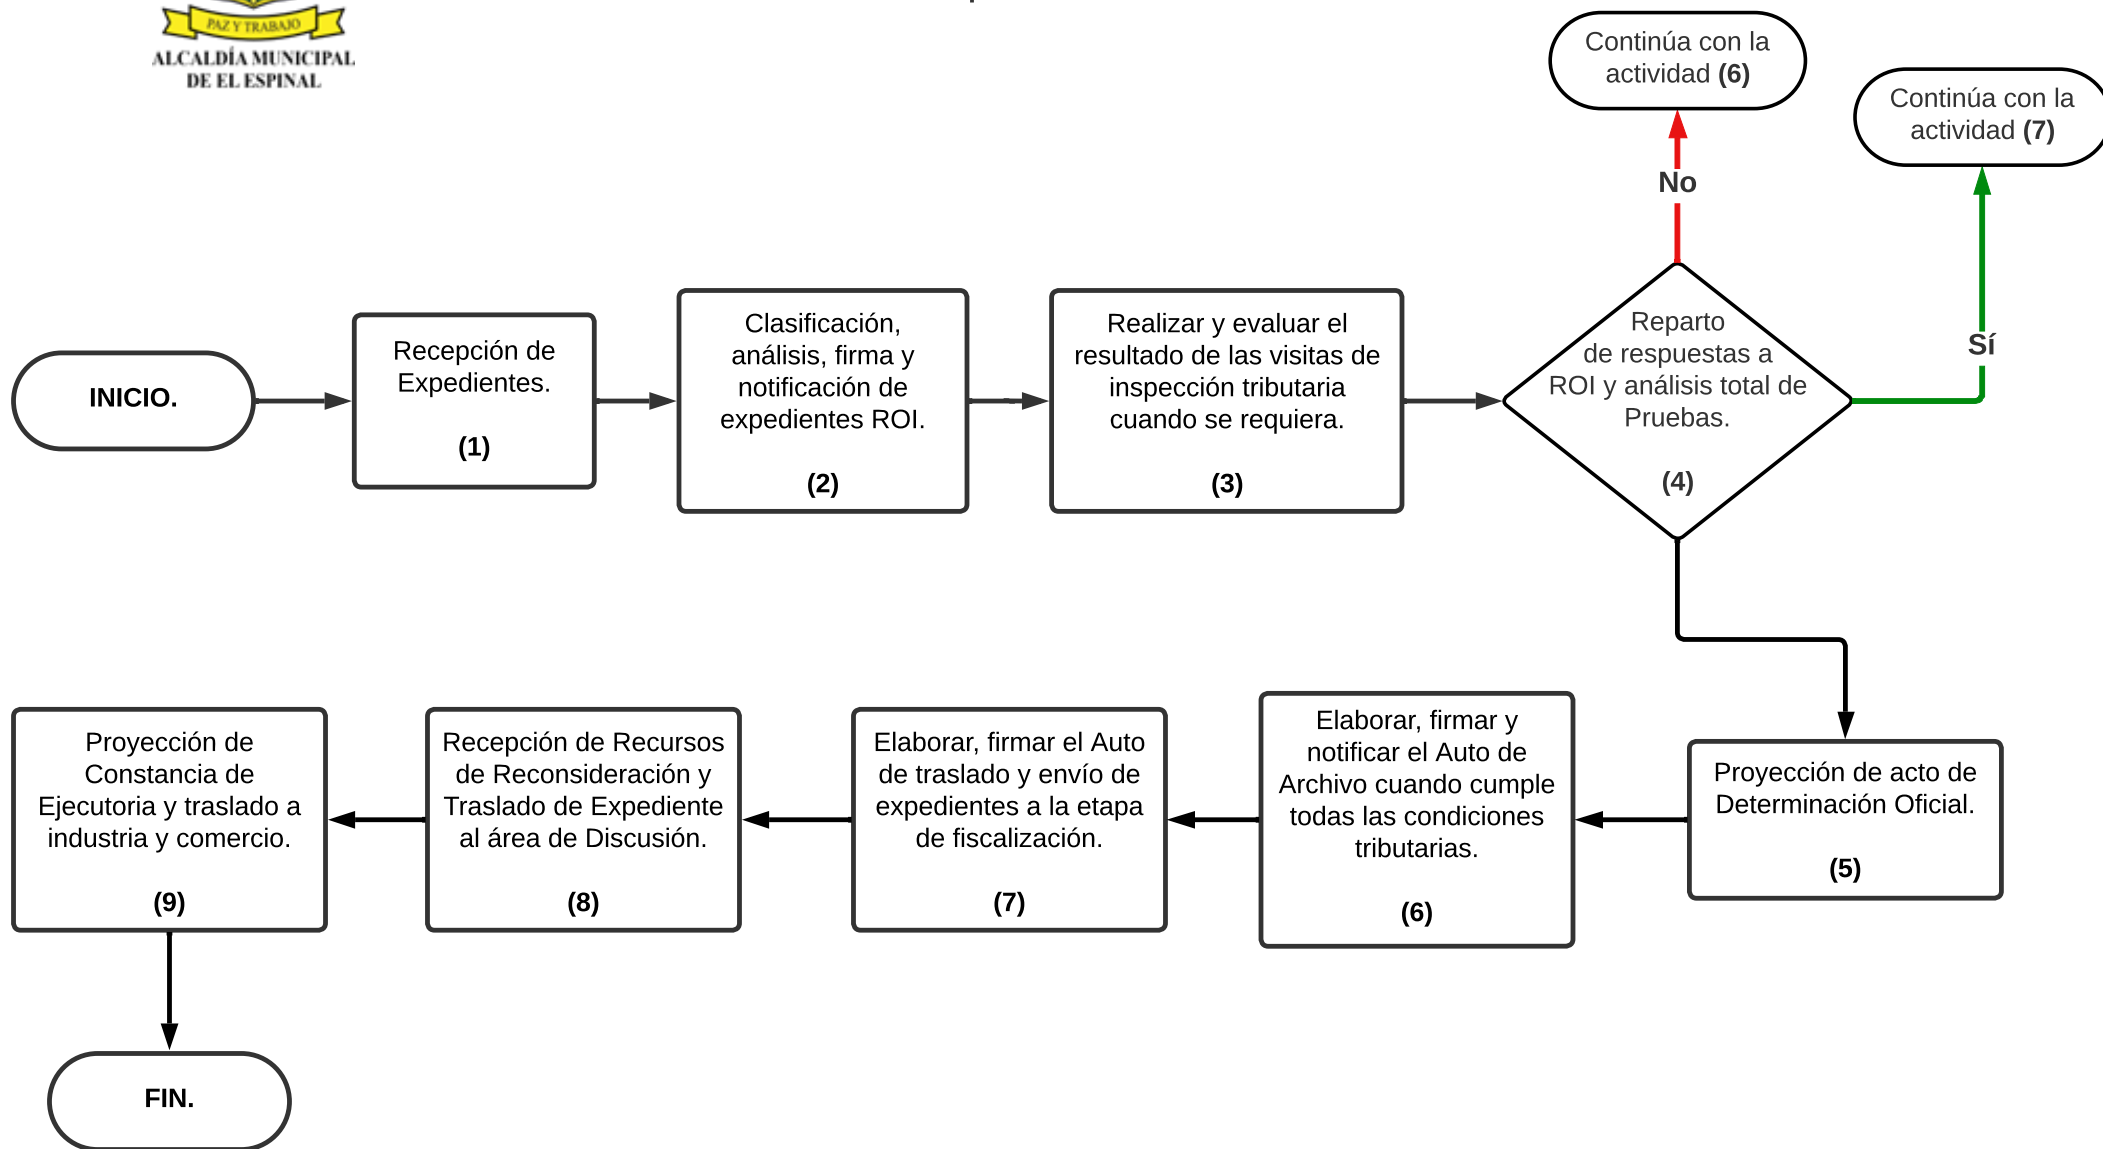 PAZ Y TRABAJO
ALCALDÍA MUNICIPAL
DE EL ESPINAL
Continúa con la
actividad (6)
Continúa con la
actividad (7)
No
Sí
INICIO.
Recepción de
Expedientes.
(1)
Clasificación,
análisis, firma y
notificación de
expedientes ROI.
(2)
Realizar y evaluar el
resultado de las visitas de
inspección tributaria
cuando se requiera.
(3)
Reparto
de respuestas a
ROI y análisis total de
Pruebas.
(4)
Proyección de acto de
Determinación Oficial.
(5)
Elaborar, firmar y
notificar el Auto de
Archivo cuando cumple
todas las condiciones
tributarias.
(6)
Elaborar, firmar el Auto
de traslado y envío de
expedientes a la etapa
de fiscalización.
(7)
Recepción de Recursos
de Reconsideración y
Traslado de Expediente
al área de Discusión.
(8)
Proyección de
Constancia de
Ejecutoria y traslado a
industria y comercio.
(9)
FIN.